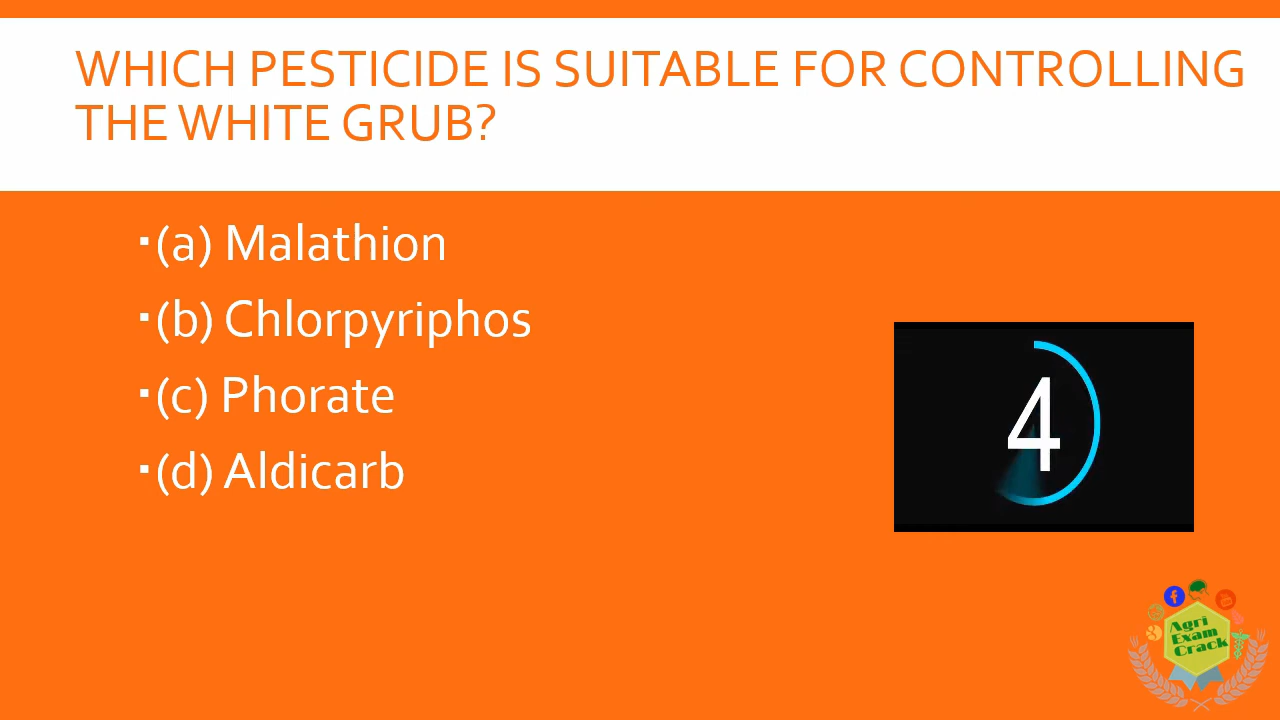 WHICH PESTICIDE IS SUITABLE FOR CONTROLLING
THE WHITE GRUB?
(a) Malathion
(b) Chlorpyriphos
(c) Phorate
(d) Aldicarb
4
Agri
Exam
Crack